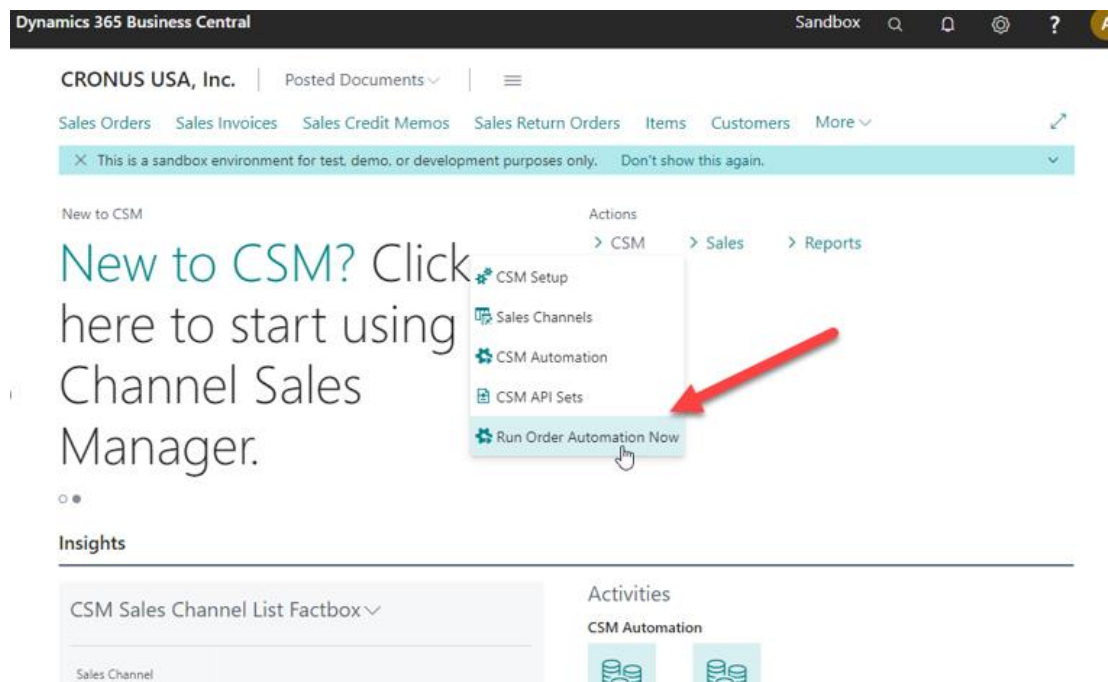 Dynamics 365 Business Central
Sandbox
?
CRONUS USA, Inc.
Posted Documents
Sales Orders
Sales Invoices
Sales Credit Memos
Sales Return Orders
Items
Customers
More
This is a sandbox environment for test, demo, or development purposes only.
Don't show this again.
New to CSM
New to CSM? Click
here to start using
Channel Sales
Manager.
Actions
CSM
Sales
Reports
CSM Setup
Sales Channels
CSM Automation
CSM API Sets
Run Order Automation Now
Insights
CSM Sales Channel List Factbox
Sales Channel
Activities
CSM Automation